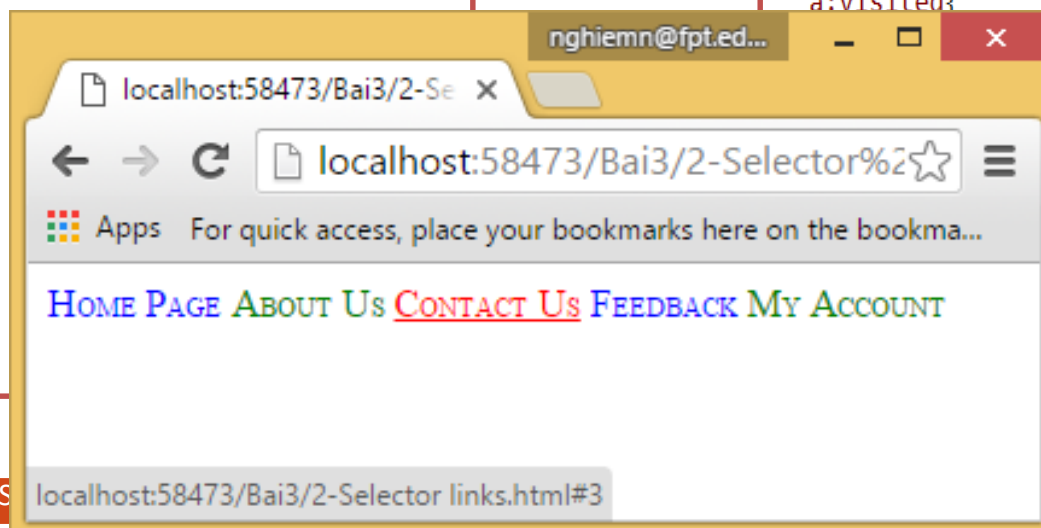 a:visited{
nghiemn@fpt.ed...
localhost:58473/Bai3/2-Se
localhost:58473/Bai3/2-Selector%2
Apps For quick access, place your bookmarks here on the bookma...
Home Page About Us Contact Us Feedback My Account
localhost:58473/Bai3/2-Selector links.html#3